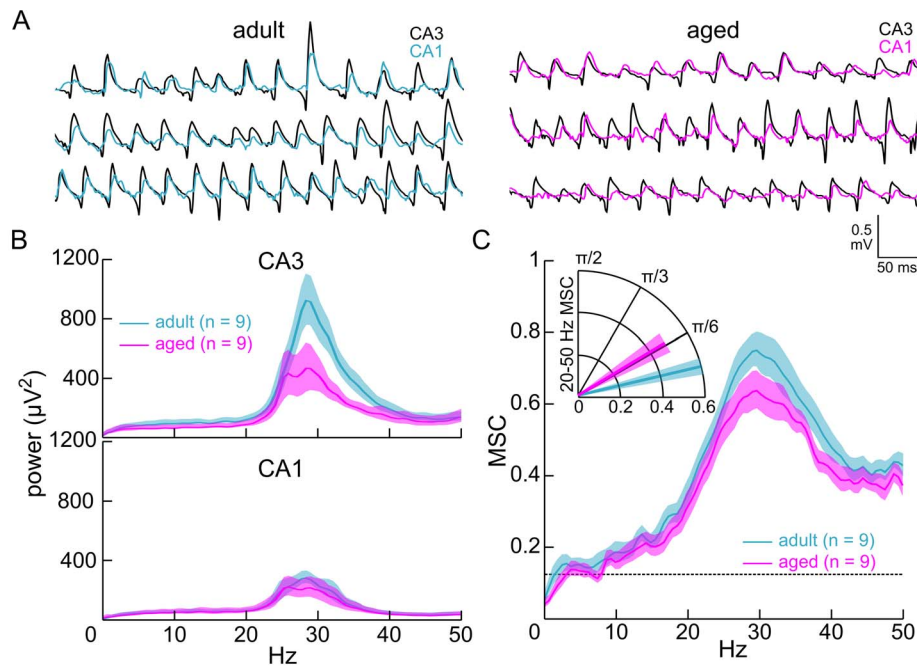 A
adult
CA3
CA1
aged
CA3
CA1
0.5
mV
50 ms
B
CA3
1200
800
400
adult (n = 9)
aged (n = 9)
power (µV²)
CA1
1200
800
400
0 10 20 30 40 50
Hz
C
1
0.8
0.6
0.4
0.2
MSC
π/2
π/3
π/6
20-50 Hz MSC
0 0.2 0.4 0.6
adult (n = 9)
aged (n = 9)
0 10 20 30 40 50
Hz